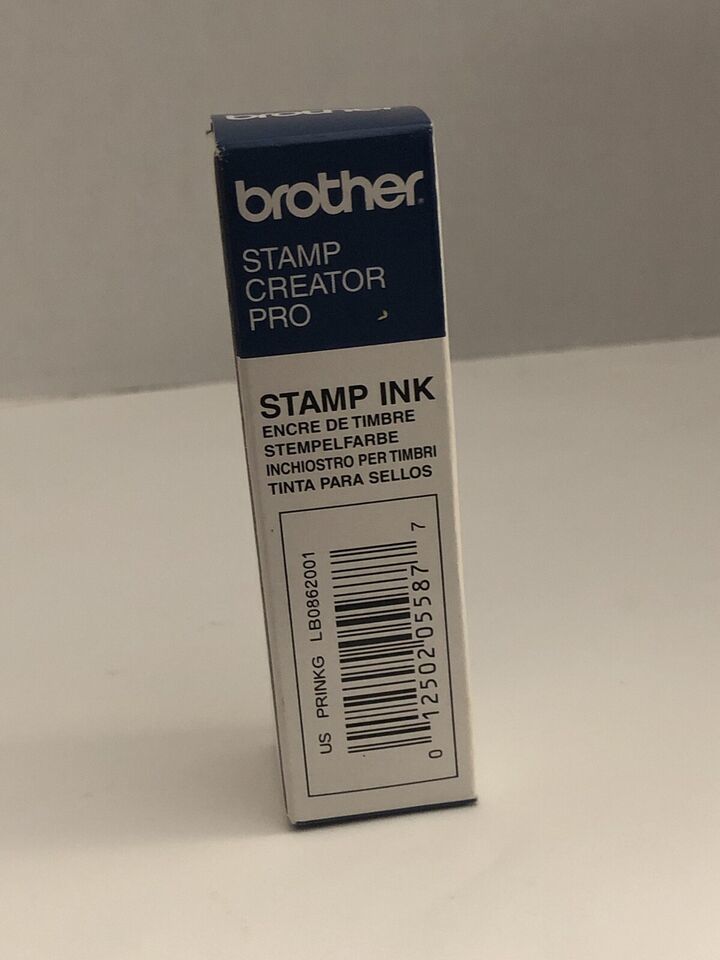 brother
brother
STAMP
CREATOR
PRO
STAMP INK
ENCRE DE TIMBRE
STEMPELFARBE
INCHIOSTRO PER TIMBRI
TINTA PARA SELLOS
US PRINKG LB0862001
0 12502 05587 7